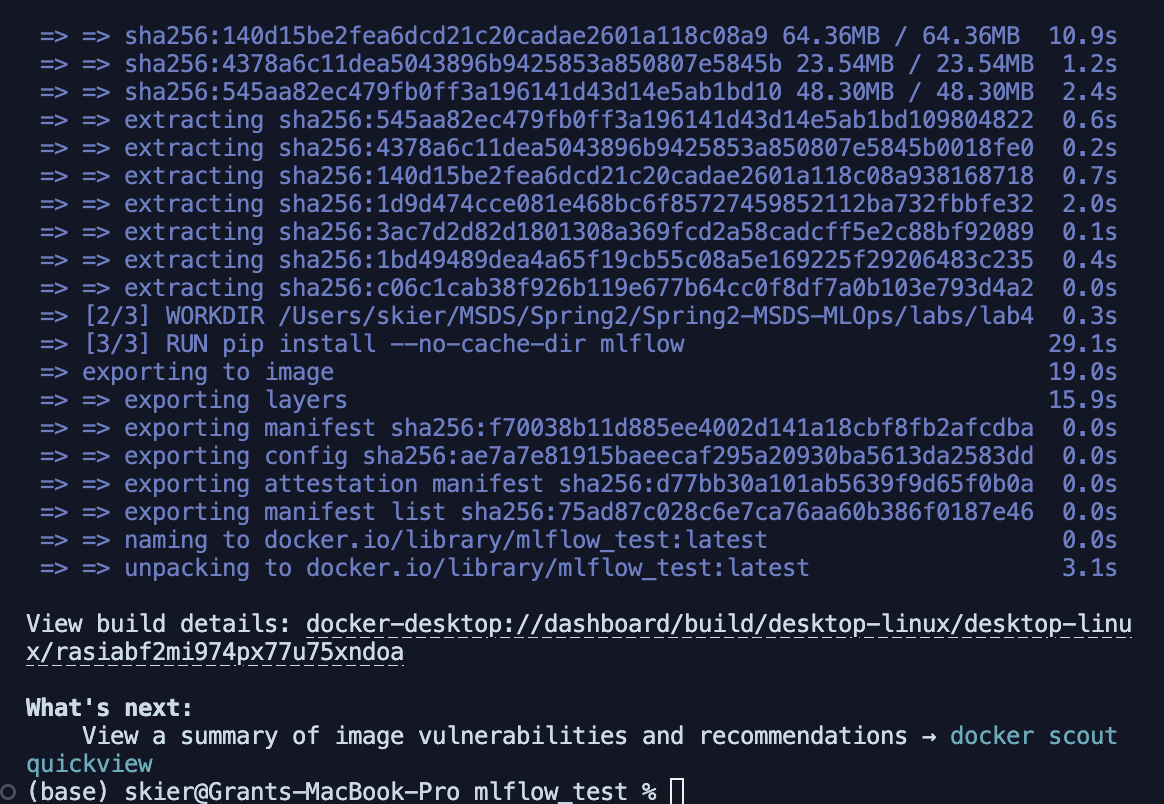 => => sha256:140d15be2fea6dcd21c20cadae2601a118c08a9 64.36MB / 64.36MB 10.9s
=> => sha256:4378a6c11dea5043896b9425853a850807e5845b 23.54MB / 23.54MB 1.2s
=> => sha256:545aa82ec479fb0ff3a196141d43d14e5ab1bd10 48.30MB / 48.30MB 2.4s
=> => extracting sha256:545aa82ec479fb0ff3a196141d43d14e5ab1bd109804822 0.6s
=> => extracting sha256:4378a6c11dea5043896b9425853a850807e5845b0018fe0 0.2s
=> => extracting sha256:140d15be2fea6dcd21c20cadae2601a118c08a938168718 0.7s
=> => extracting sha256:1d9d474cce081e468bc6f85727459852112ba732fbbfe32 2.0s
=> => extracting sha256:3ac7d2d82d1801308a369fcd2a58cadcff5e2c88bf92089 0.1s
=> => extracting sha256:1bd49489dea4a65f19cb55c08a5e169225f29206483c235 0.4s
=> => extracting sha256:c06c1cab38f926b119e677b64cc0f8df7a0b103e793d4a2 0.0s
=> [2/3] WORKDIR /Users/skier/MSDS/Spring2/Spring2-MSDS-MLOps/labs/lab4 0.3s
=> [3/3] RUN pip install --no-cache-dir mlflow 29.1s
=> exporting to image 19.0s
=> => exporting layers 15.9s
=> => exporting manifest sha256:f70038b11d885ee4002d141a18cbf8fb2afcdba 0.0s
=> => exporting config sha256:ae7a7e81915baeecaf295a20930ba5613da2583dd 0.0s
=> => exporting attestation manifest sha256:d77bb30a101ab5639f9d65f0b0a 0.0s
=> => exporting manifest list sha256:75ad87c028c6e7ca76aa60b386f0187e46 0.0s
=> => naming to docker.io/library/mlflow_test:latest 0.0s
=> => unpacking to docker.io/library/mlflow_test:latest 3.1s
View build details: docker-desktop://dashboard/build/desktop-linux/desktop-linu
x/rasiabf2mi974px77u75xndoa
What's next:
View a summary of image vulnerabilities and recommendations → docker scout
quickview
(base) skier@Grants-MacBook-Pro mlflow_test %